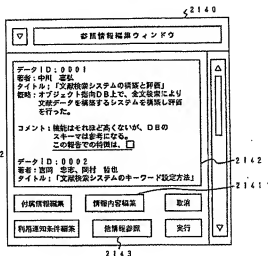 2140
参照情報編集ウィンドウ
データID:0001
著者:中川 嘉弘
タイトル:「文献検索システムの構築と評価」
概略:オブジェクト指向DB上で、全文検索により
文献データを構築するシステムを構築し評価
を行った。
コメント:機能はそれほど高くないが、DBの
スキーマは参考になる。
この報告での特徴は、
データID:0002
著者:吉岡 忠志、岡村 哲也
タイトル:「文献検索システムのキーワード設定方法」
2
2142
2141
付属情報編集
情報内容編集
取消
利用通知条件編集
他情報参照
実行
2143